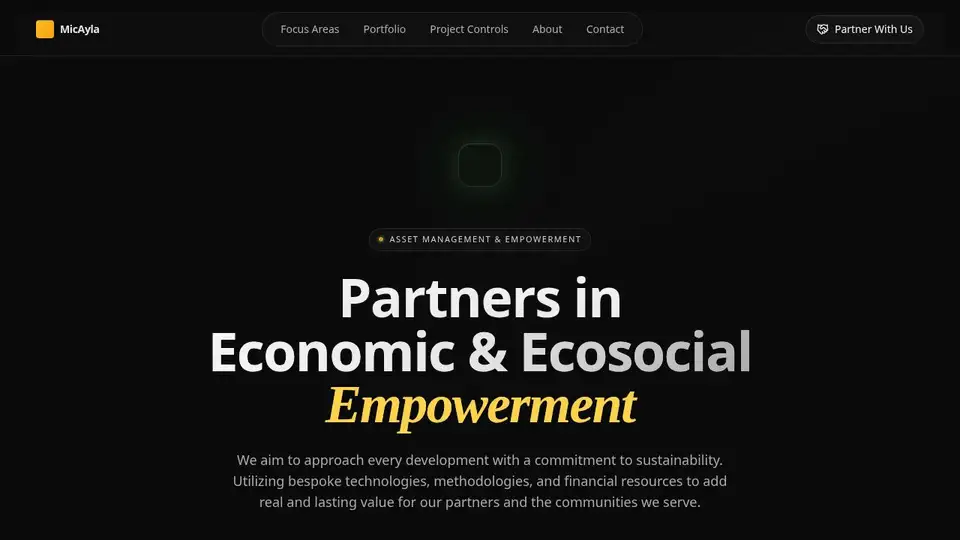 MicAyla
Focus Areas
Portfolio
Project Controls
About
Contact
Partner With Us
ASSET MANAGEMENT & EMPOWERMENT
Partners in
Economic & Ecosocial
Empowerment
We aim to approach every development with a commitment to sustainability.
Utilizing bespoke technologies, methodologies, and financial resources to add
real and lasting value for our partners and the communities we serve.